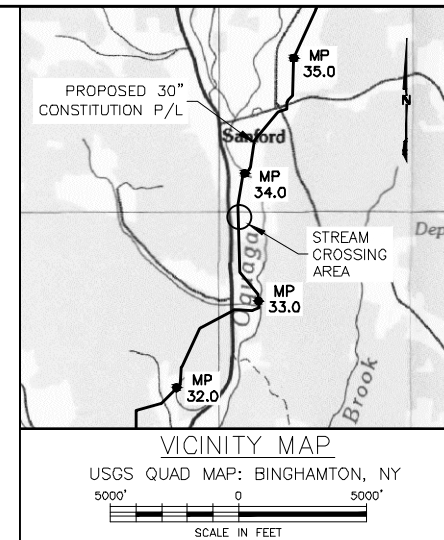 MP
35.0
PROPOSED 30"
CONSTITUTION P/L
N
Sanford
MP
34.0
STREAM
CROSSING
AREA
Dep
Oquaga
MP
33.0
MP
32.0
Brook
VICINITY MAP
USGS QUAD MAP: BINGHAMTON, NY
5000' 0 5000'
SCALE IN FEET